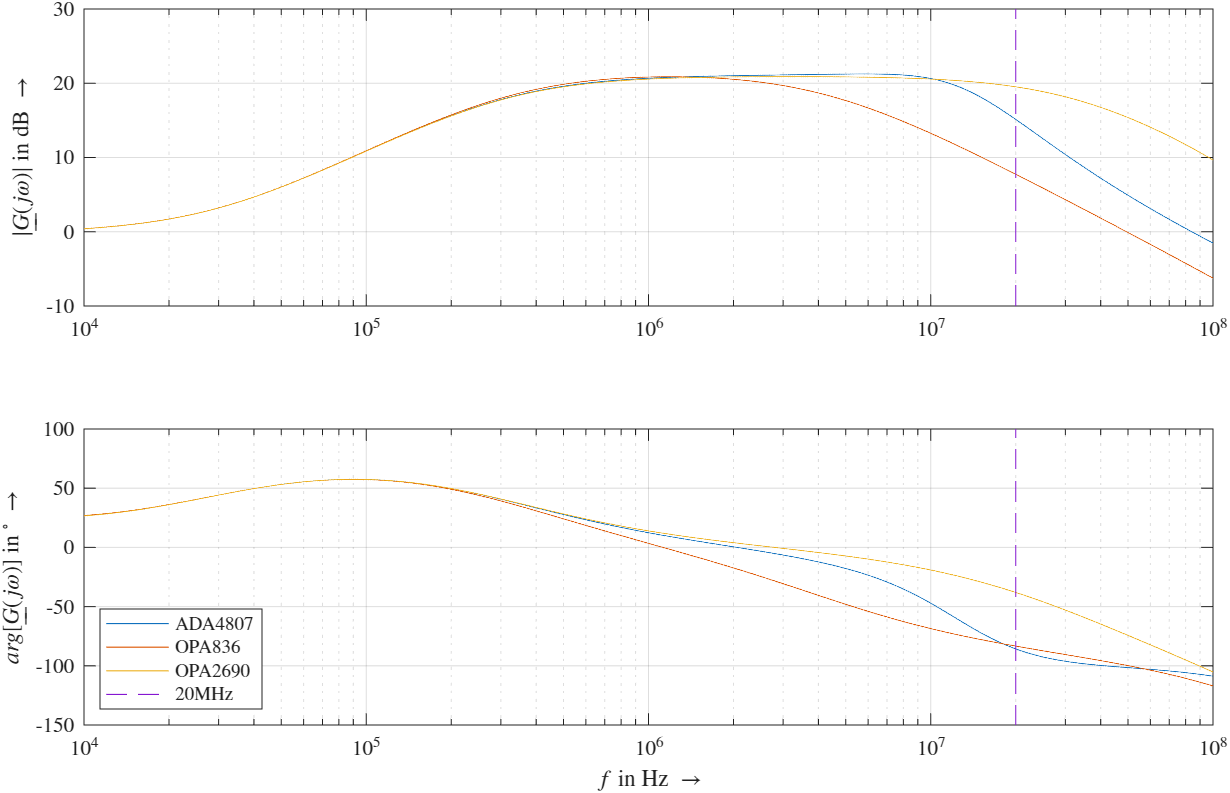 30
20
10
0
-10
|G(jω)| in dB →
10⁴ 10⁵ 10⁶ 10⁷ 10⁸
100
50
0
-50
-100
-150
arg[G(jω)] in ° →
ADA4807
OPA836
OPA2690
20MHz
10⁴ 10⁵ 10⁶ 10⁷ 10⁸
f in Hz →